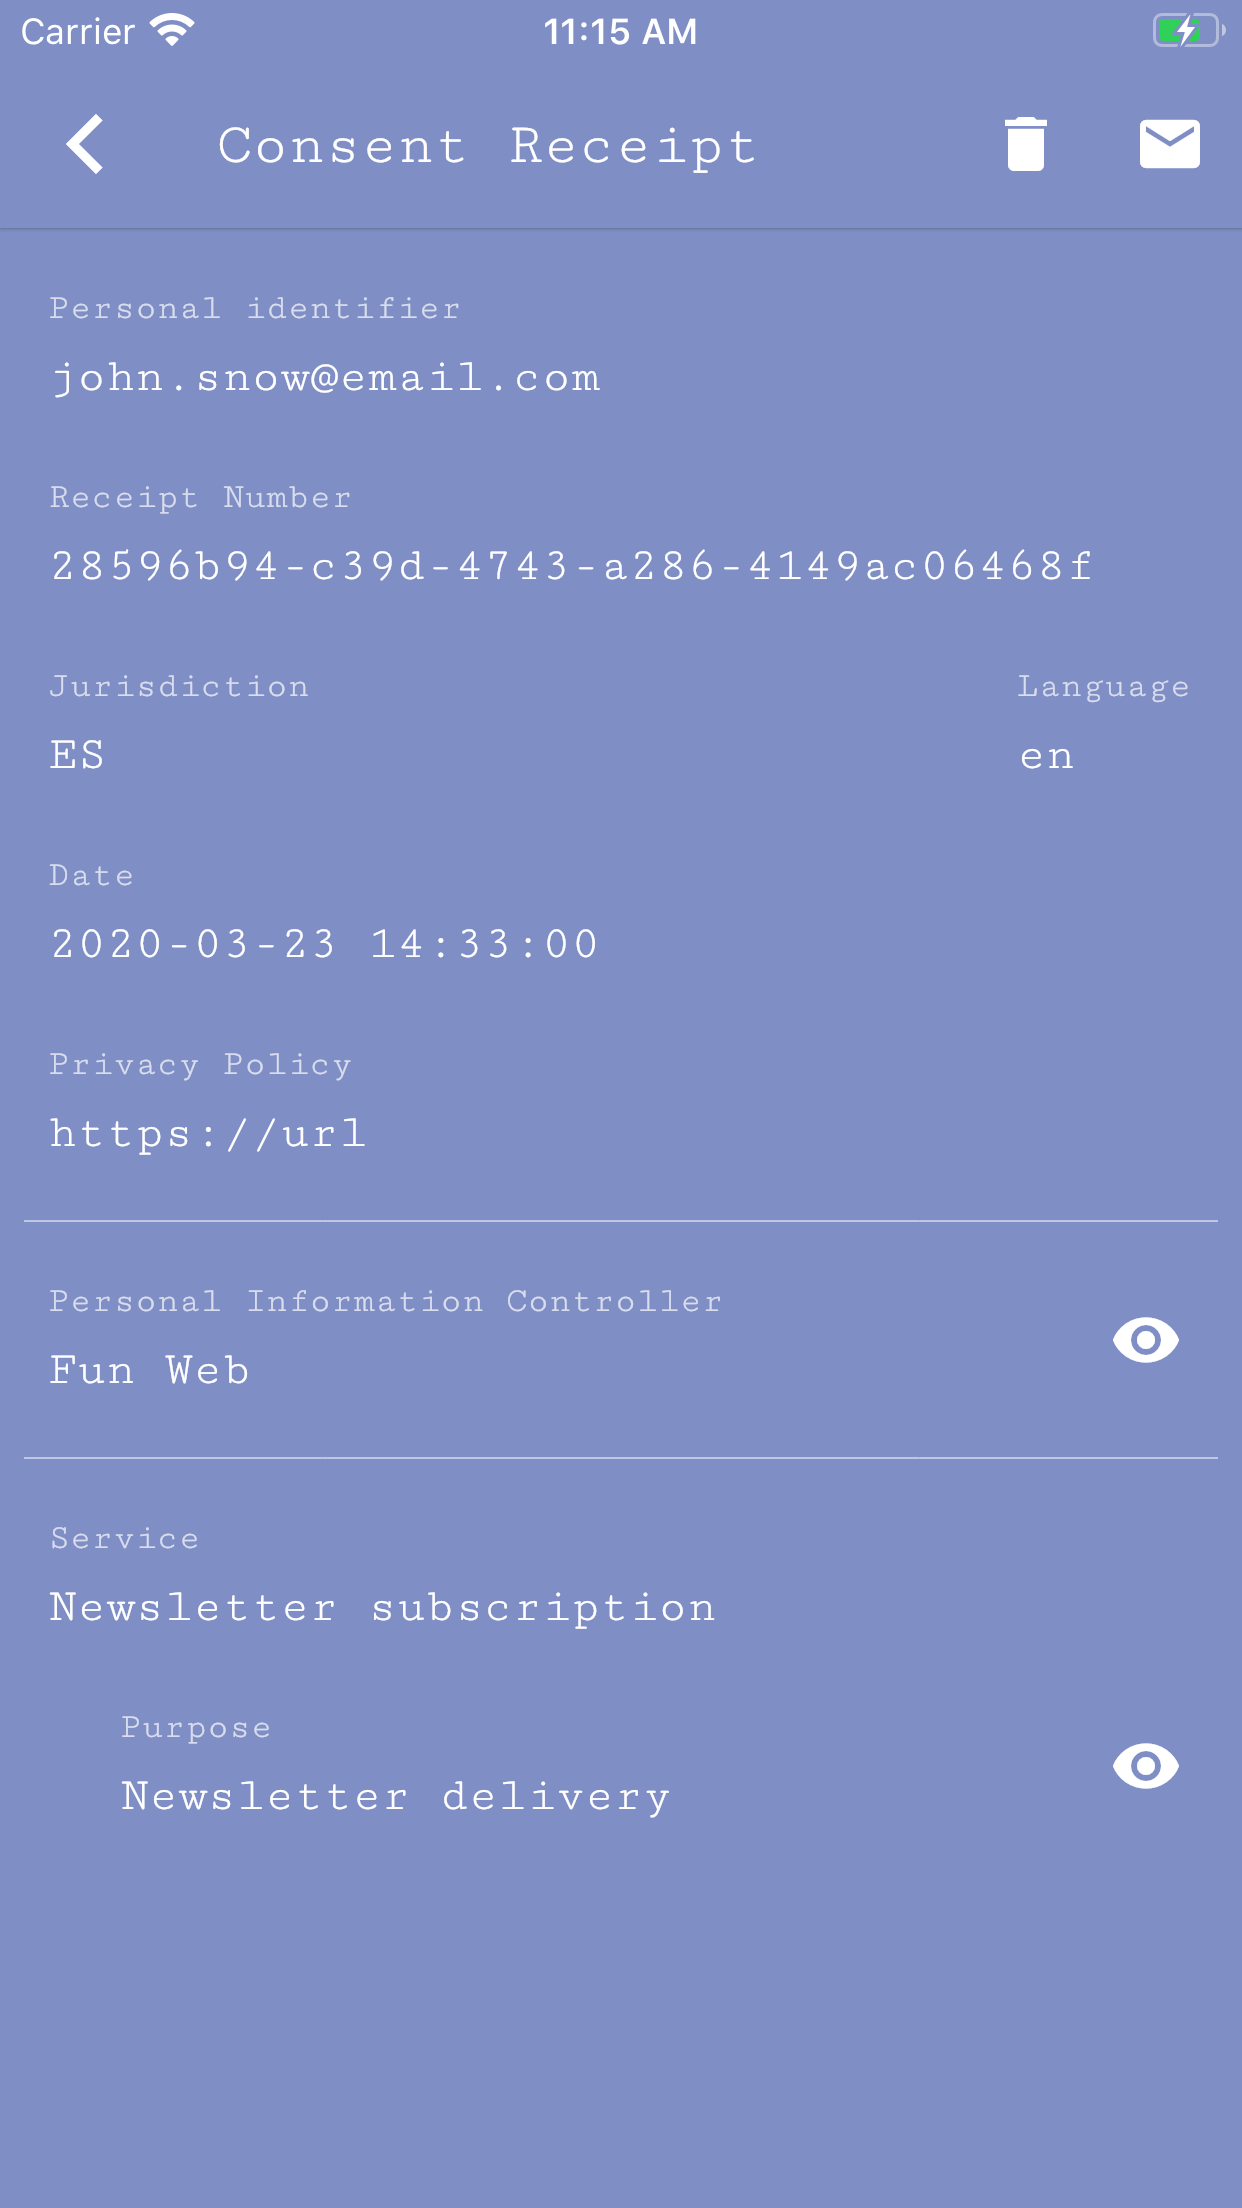 Carrier 11:15 AM
Consent Receipt
Personal identifier
john.snow@email.com
Receipt Number
28596b94-c39d-4743-a286-4149ac06468f
Jurisdiction Language
ES en
Date
2020-03-23 14:33:00
Privacy Policy
https://url
Personal Information Controller
Fun Web
Service
Newsletter subscription
Purpose
Newsletter delivery